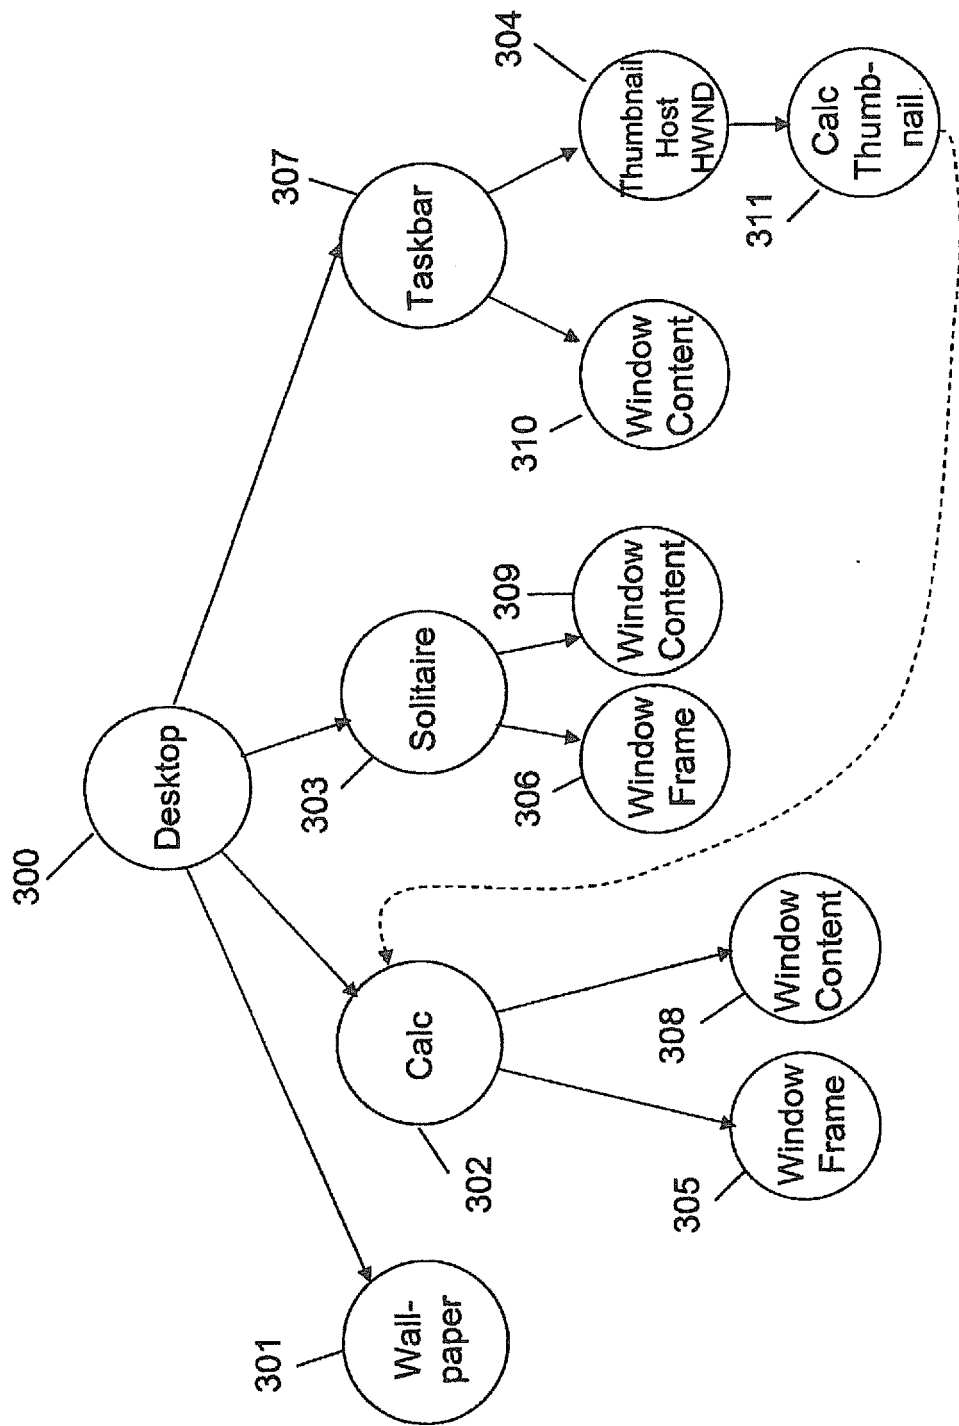 300
Desktop
301
Wall-
paper
302
Calc
303
Solitaire
307
Taskbar
305
Window
Frame
308
Window
Content
306
Window
Frame
309
Window
Content
310
Window
Content
304
Thumbnail
Host
HWND
311
Calc
Thumb-
nail